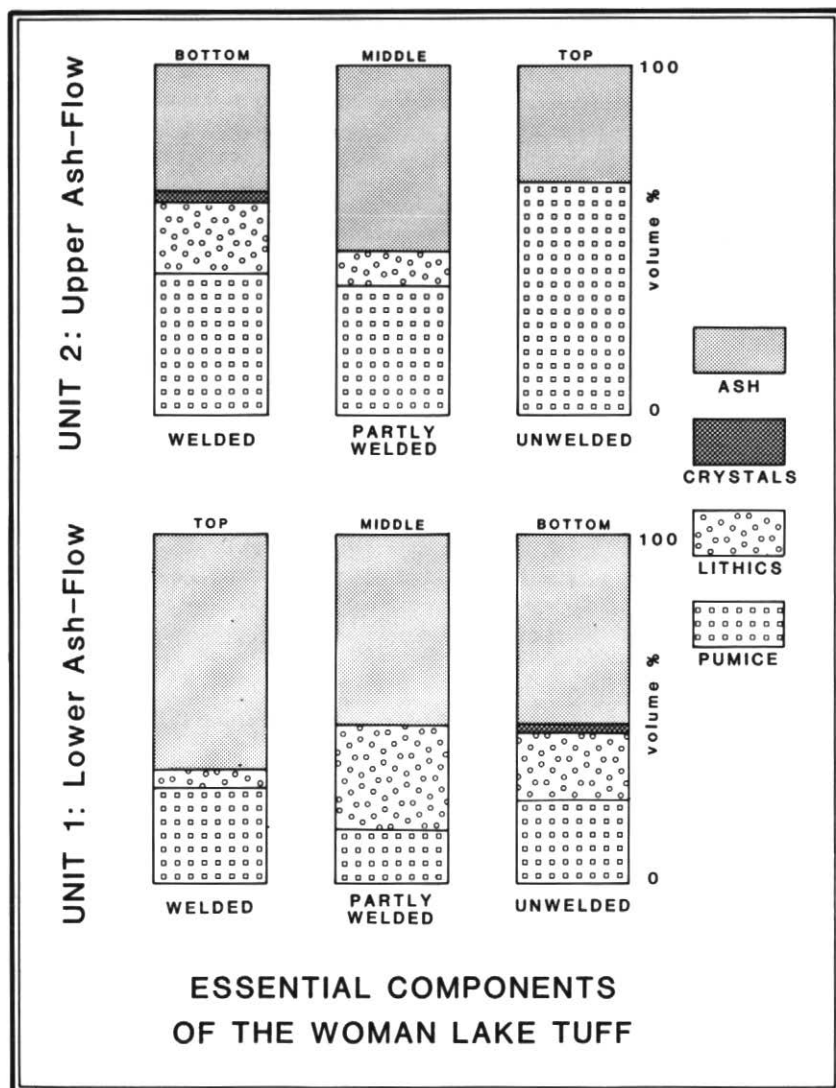 UNIT 2: Upper Ash-Flow
BOTTOM
MIDDLE
TOP
100
volume %
0
WELDED
PARTLY
WELDED
UNWELDED
ASH
CRYSTALS
LITHICS
PUMICE
UNIT 1: Lower Ash-Flow
TOP
MIDDLE
BOTTOM
100
volume %
0
WELDED
PARTLY
WELDED
UNWELDED
ESSENTIAL COMPONENTS
OF THE WOMAN LAKE TUFF